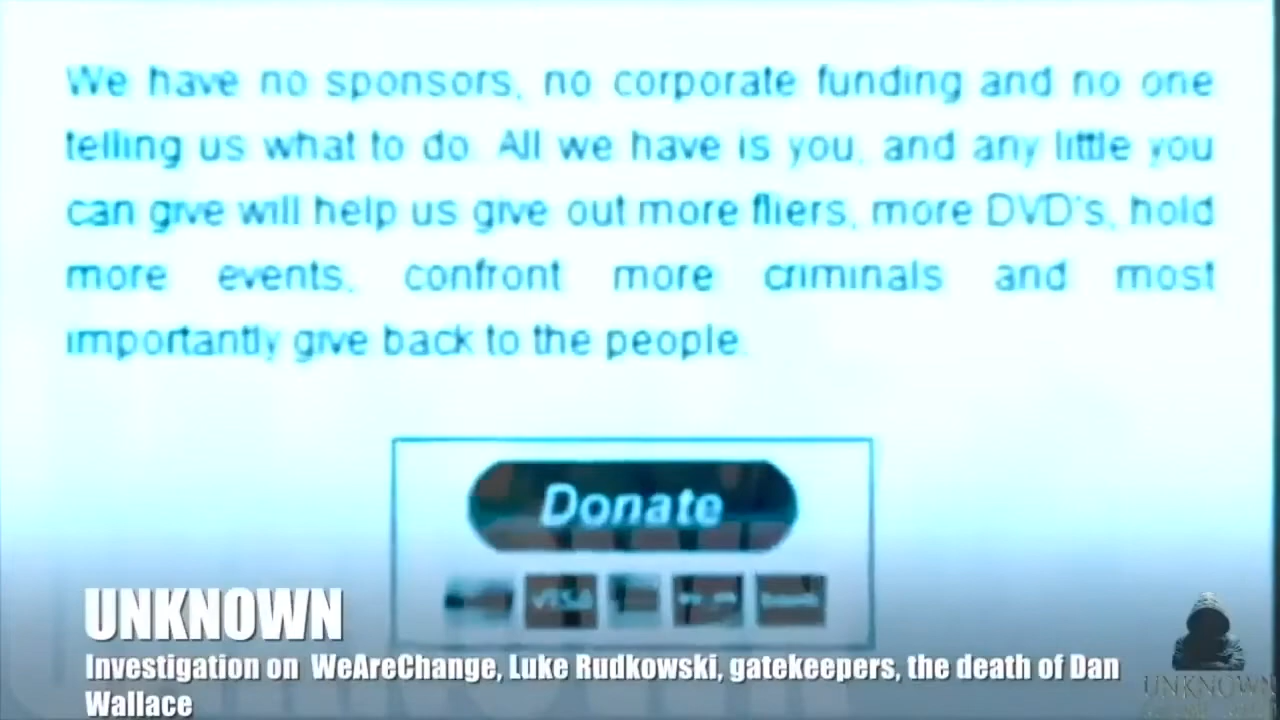 We have no sponsors, no corporate funding and no one
telling us what to do. All we have is you, and any little you
can give will help us give out more fliers, more DVD's, hold
more events, confront more criminals and most
importantly give back to the people.
Donate
VISA
UNKNOWN
Investigation on WeAreChange, Luke Rudkowski, gatekeepers, the death of Dan
Wallace
UNKNOWN